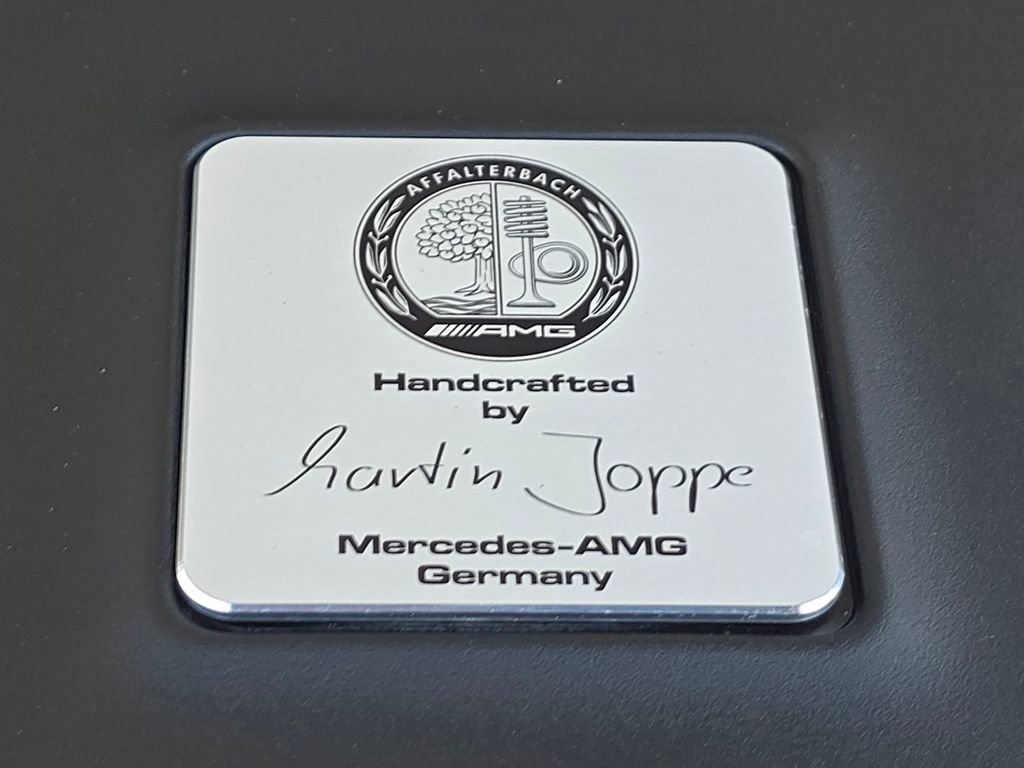 AFFALTERBACH
AMG
Handcrafted
by
Martin Joppe
Mercedes-AMG
Germany